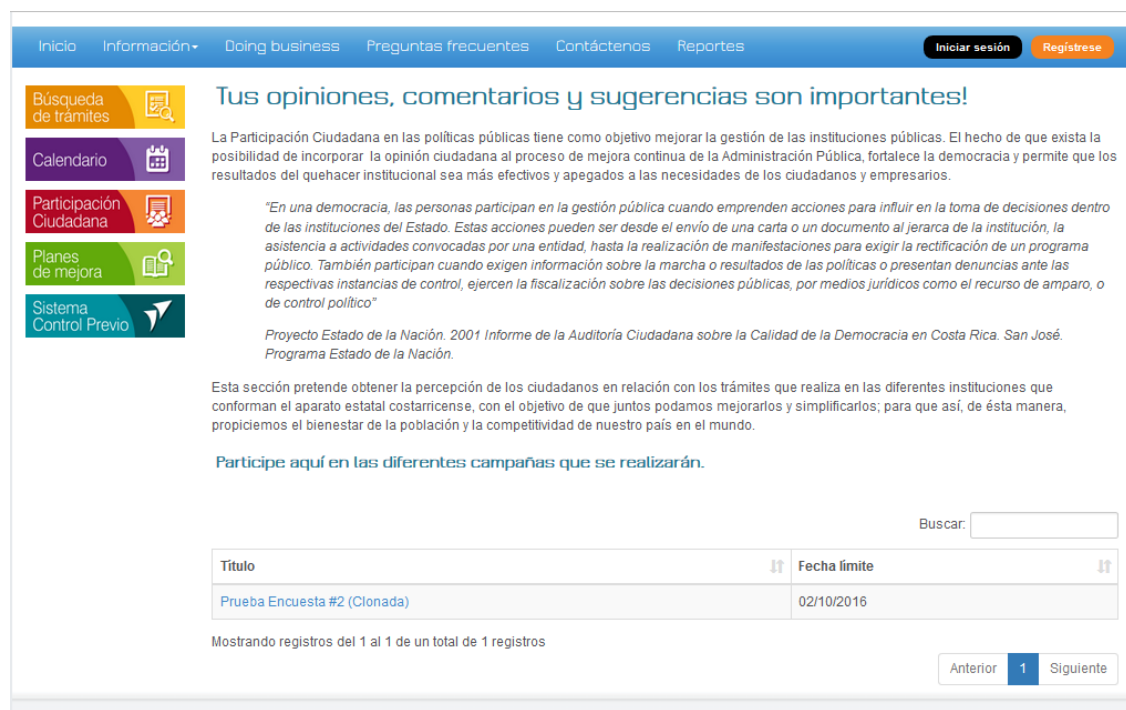 Inicio Información Doing business Preguntas frecuentes Contáctenos Reportes Iniciar sesión Regístrese
Búsqueda
de trámites
Calendario
Participación
Ciudadana
Planes
de mejora
Sistema
Control Previo
Tus opiniones, comentarios y sugerencias son importantes!
La Participación Ciudadana en las políticas públicas tiene como objetivo mejorar la gestión de las instituciones públicas. El hecho de que exista la
posibilidad de incorporar la opinión ciudadana al proceso de mejora continua de la Administración Pública, fortalece la democracia y permite que los
resultados del quehacer institucional sea más efectivos y apegados a las necesidades de los ciudadanos y empresarios.
"En una democracia, las personas participan en la gestión pública cuando emprenden acciones para influir en la toma de decisiones dentro
de las instituciones del Estado. Estas acciones pueden ser desde el envío de una carta o un documento al jerarca de la institución, la
asistencia a actividades convocadas por una entidad, hasta la realización de manifestaciones para exigir la rectificación de un programa
público. También participan cuando exigen información sobre la marcha o resultados de las políticas o presentan denuncias ante las
respectivas instancias de control, ejercen la fiscalización sobre las decisiones públicas, por medios jurídicos como el recurso de amparo, o
de control político"
Proyecto Estado de la Nación. 2001 Informe de la Auditoría Ciudadana sobre la Calidad de la Democracia en Costa Rica. San José.
Programa Estado de la Nación.
Esta sección pretende obtener la percepción de los ciudadanos en relación con los trámites que realiza en las diferentes instituciones que
conforman el aparato estatal costarricense, con el objetivo de que juntos podamos mejorarlos y simplificarlos; para que así, de ésta manera,
propiciemos el bienestar de la población y la competitividad de nuestro país en el mundo.
Participe aquí en las diferentes campañas que se realizarán.
Buscar:
Título Fecha límite
Prueba Encuesta #2 (Clonada) 02/10/2016
Mostrando registros del 1 al 1 de un total de 1 registros
Anterior 1 Siguiente